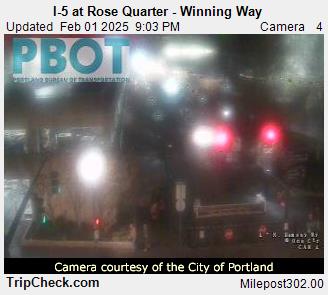 I-5 at Rose Quarter - Winning Way
Updated Feb 01 2025 9:03 PM Camera 4
PBOT
PORTLAND BUREAU OF TRANSPORTATION
Camera courtesy of the City of Portland
TripCheck.com Milepost302.00